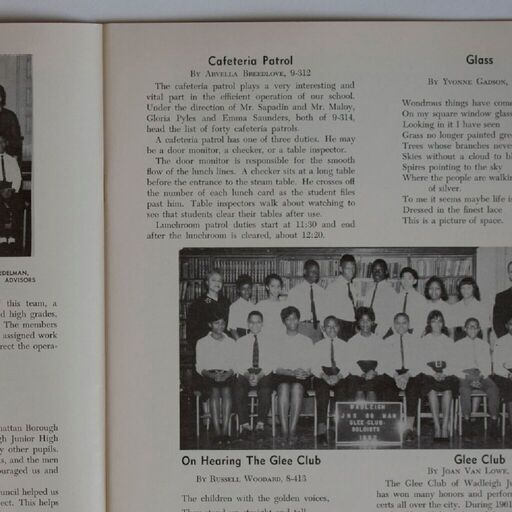 EDELMAN,
ADVISORS
this team, a
d high grades,
The members
assigned work
rect the opera-
hattan Borough
gh Junior High
y other pupils.
s, and the men
ouraged us and
uncil helped us
ect. This helps
Cafeteria Patrol
By Arvella Breedlove, 9-312
The cafeteria patrol plays a very interesting and
vital part in the efficient operation of our school.
Under the direction of Mr. Sapadin and Mr. Maloy,
Gloria Pyles and Emma Saunders, both of 9-314,
head the list of forty cafeteria patrols.
A cafeteria patrol has one of three duties. He may
be a door monitor, a checker, or a table inspector.
The door monitor is responsible for the smooth
flow of the lunch lines. A checker sits at a long table
before the entrance to the steam table. He crosses off
the number of each lunch card as the student files
past him. Table inspectors walk about watching to
see that students clear their tables after use.
Lunchroom patrol duties start at 11:30 and end
after the lunchroom is cleared, about 12:20.
Glass
By Yvonne Gadson,
Wondrous things have come
On my square window glass
Looking in it I have seen
Grass no longer painted gree
Trees whose branches never
Skies without a cloud to bl
Spires pointing to the sky
Where the people are walkin
of silver.
To me it seems maybe life is
Dressed in the finest lace
This is a picture of space.
WADLEIGH
JHS 88 MAN
GLEE-CLUB-
SOLOISTS
1962
On Hearing The Glee Club
By Russell Woodard, 8-413
The children with the golden voices,
They stand up straight and tall
Glee Club
By Joan Van Lowe,
The Glee Club of Wadleigh Ju
has won many honors and perform
certs all over the city. During 1961